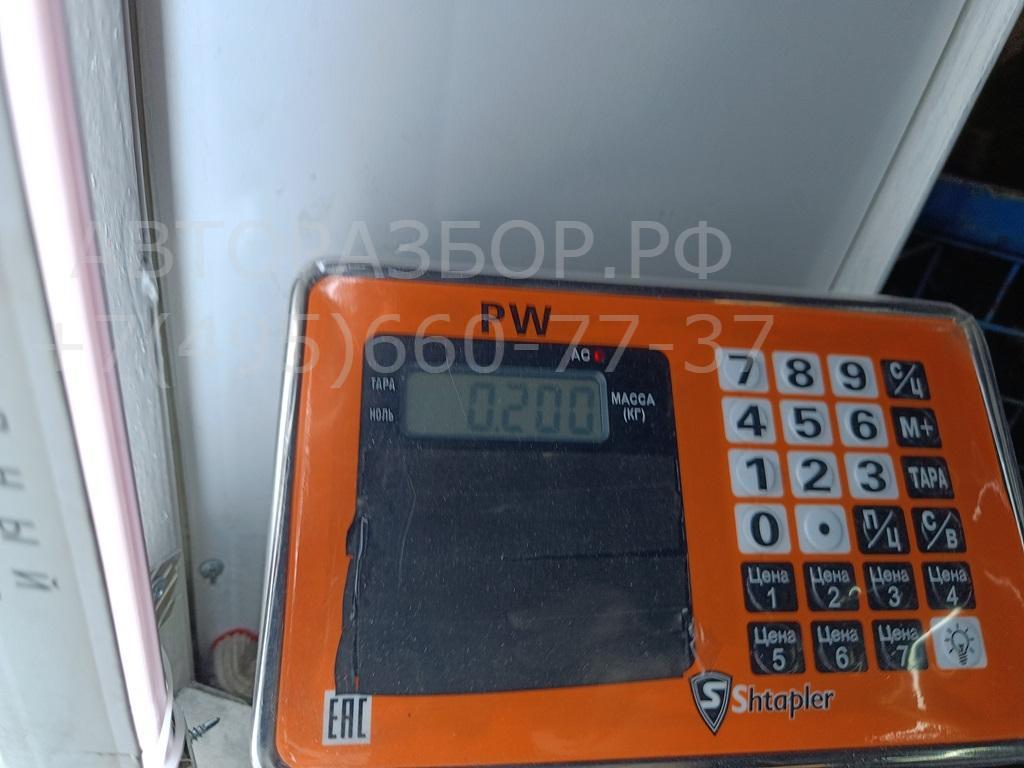 АВТОРАЗБОР.РФ
+7(495)660-77-37
PW
AC
ТАРА
НОЛЬ
0.200
МАССА
(КГ)
7 8 9 С/Ц
4 5 6 М+
1 2 3 ТАРА
0 • П/Ц С/В
Цена 1 Цена 2 Цена 3 Цена 4
Цена 5 Цена 6 Цена 7
S Shtapler
EAC